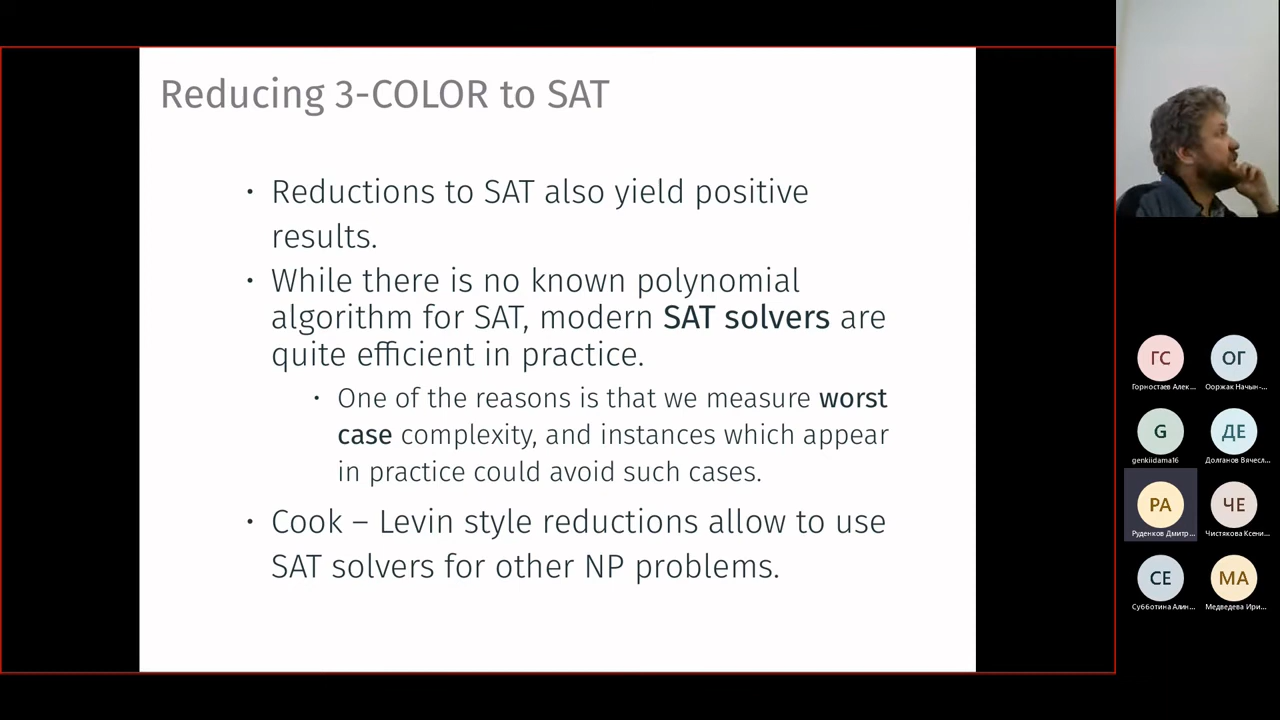 Reducing 3-COLOR to SAT
· Reductions to SAT also yield positive
results.
· While there is no known polynomial
algorithm for SAT, modern SAT solvers are
quite efficient in practice.
· One of the reasons is that we measure worst
case complexity, and instances which appear
in practice could avoid such cases.
· Cook – Levin style reductions allow to use
SAT solvers for other NP problems.
ГС
Горностаев Алек...
ОГ
Ооржак Начын-...
G
genkiidama16
ДЕ
Долганов Вячесл...
РА
Руденков Дмитр...
ЧЕ
Чистякова Ксени...
СЕ
Субботина Алин...
МА
Медведева Ири...